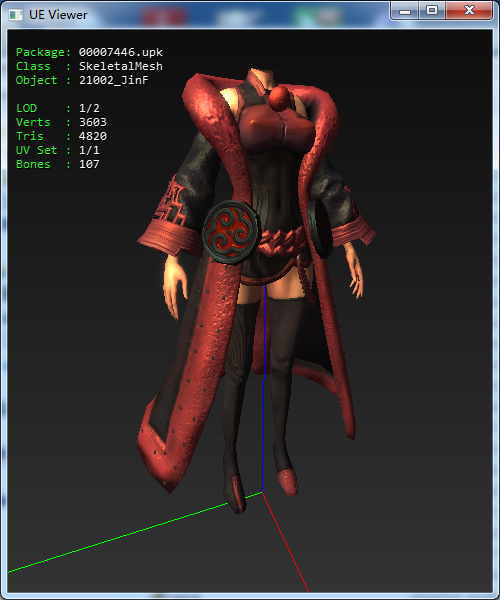 UE Viewer
Package: 00007446.upk
Class : SkeletalMesh
Object : 21002_JinF
LOD : 1/2
Verts : 3603
Tris : 4820
UV Set : 1/1
Bones : 107